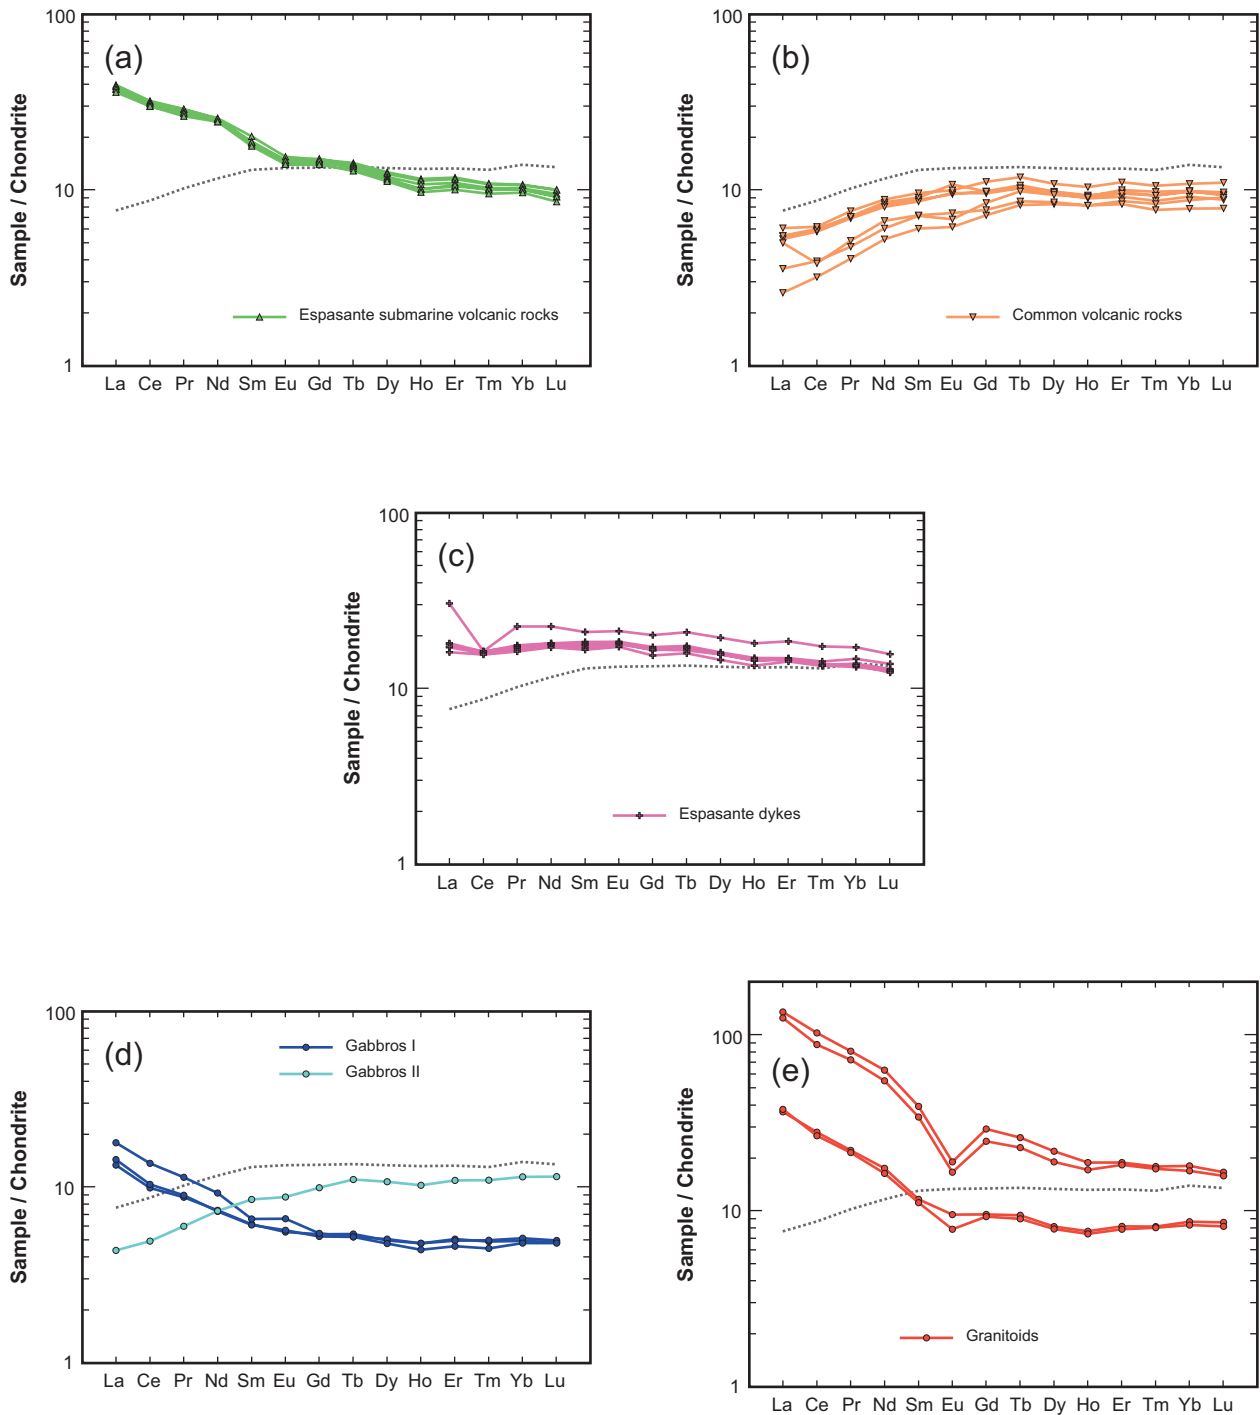 (a)
Sample / Chondrite
100
10
1
Espasante submarine volcanic rocks
La Ce Pr Nd Sm Eu Gd Tb Dy Ho Er Tm Yb Lu
(b)
Sample / Chondrite
100
10
1
Common volcanic rocks
La Ce Pr Nd Sm Eu Gd Tb Dy Ho Er Tm Yb Lu
(c)
Sample / Chondrite
100
10
1
Espasante dykes
La Ce Pr Nd Sm Eu Gd Tb Dy Ho Er Tm Yb Lu
(d)
Sample / Chondrite
100
10
1
Gabbros I
Gabbros II
La Ce Pr Nd Sm Eu Gd Tb Dy Ho Er Tm Yb Lu
(e)
Sample / Chondrite
100
10
1
Granitoids
La Ce Pr Nd Sm Eu Gd Tb Dy Ho Er Tm Yb Lu